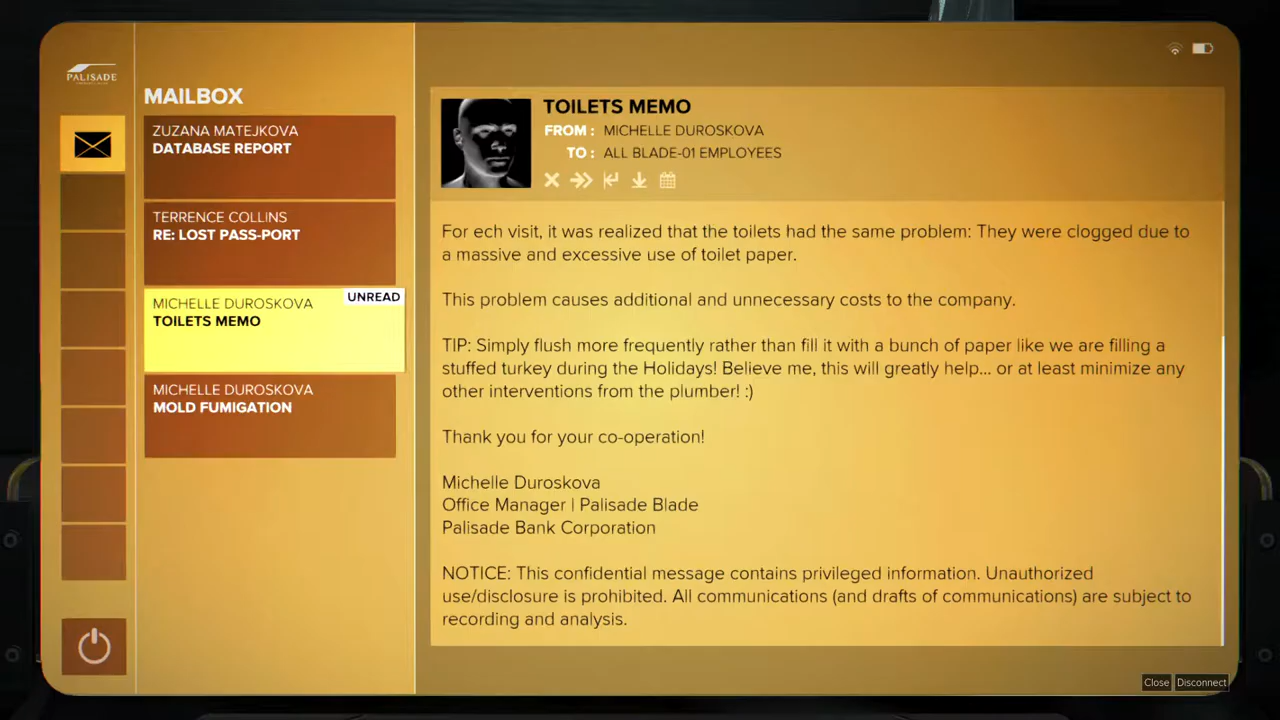 PALISADE
MAILBOX
ZUZANA MATEJKOVA
DATABASE REPORT
TERRENCE COLLINS
RE: LOST PASS-PORT
MICHELLE DUROSKOVA
UNREAD
TOILETS MEMO
MICHELLE DUROSKOVA
MOLD FUMIGATION
TOILETS MEMO
FROM : MICHELLE DUROSKOVA
TO : ALL BLADE-01 EMPLOYEES
For ech visit, it was realized that the toilets had the same problem: They were clogged due to
a massive and excessive use of toilet paper.
This problem causes additional and unnecessary costs to the company.
TIP: Simply flush more frequently rather than fill it with a bunch of paper like we are filling a
stuffed turkey during the Holidays! Believe me, this will greatly help... or at least minimize any
other interventions from the plumber! :)
Thank you for your co-operation!
Michelle Duroskova
Office Manager | Palisade Blade
Palisade Bank Corporation
NOTICE: This confidential message contains privileged information. Unauthorized
use/disclosure is prohibited. All communications (and drafts of communications) are subject to
recording and analysis.
Close Disconnect